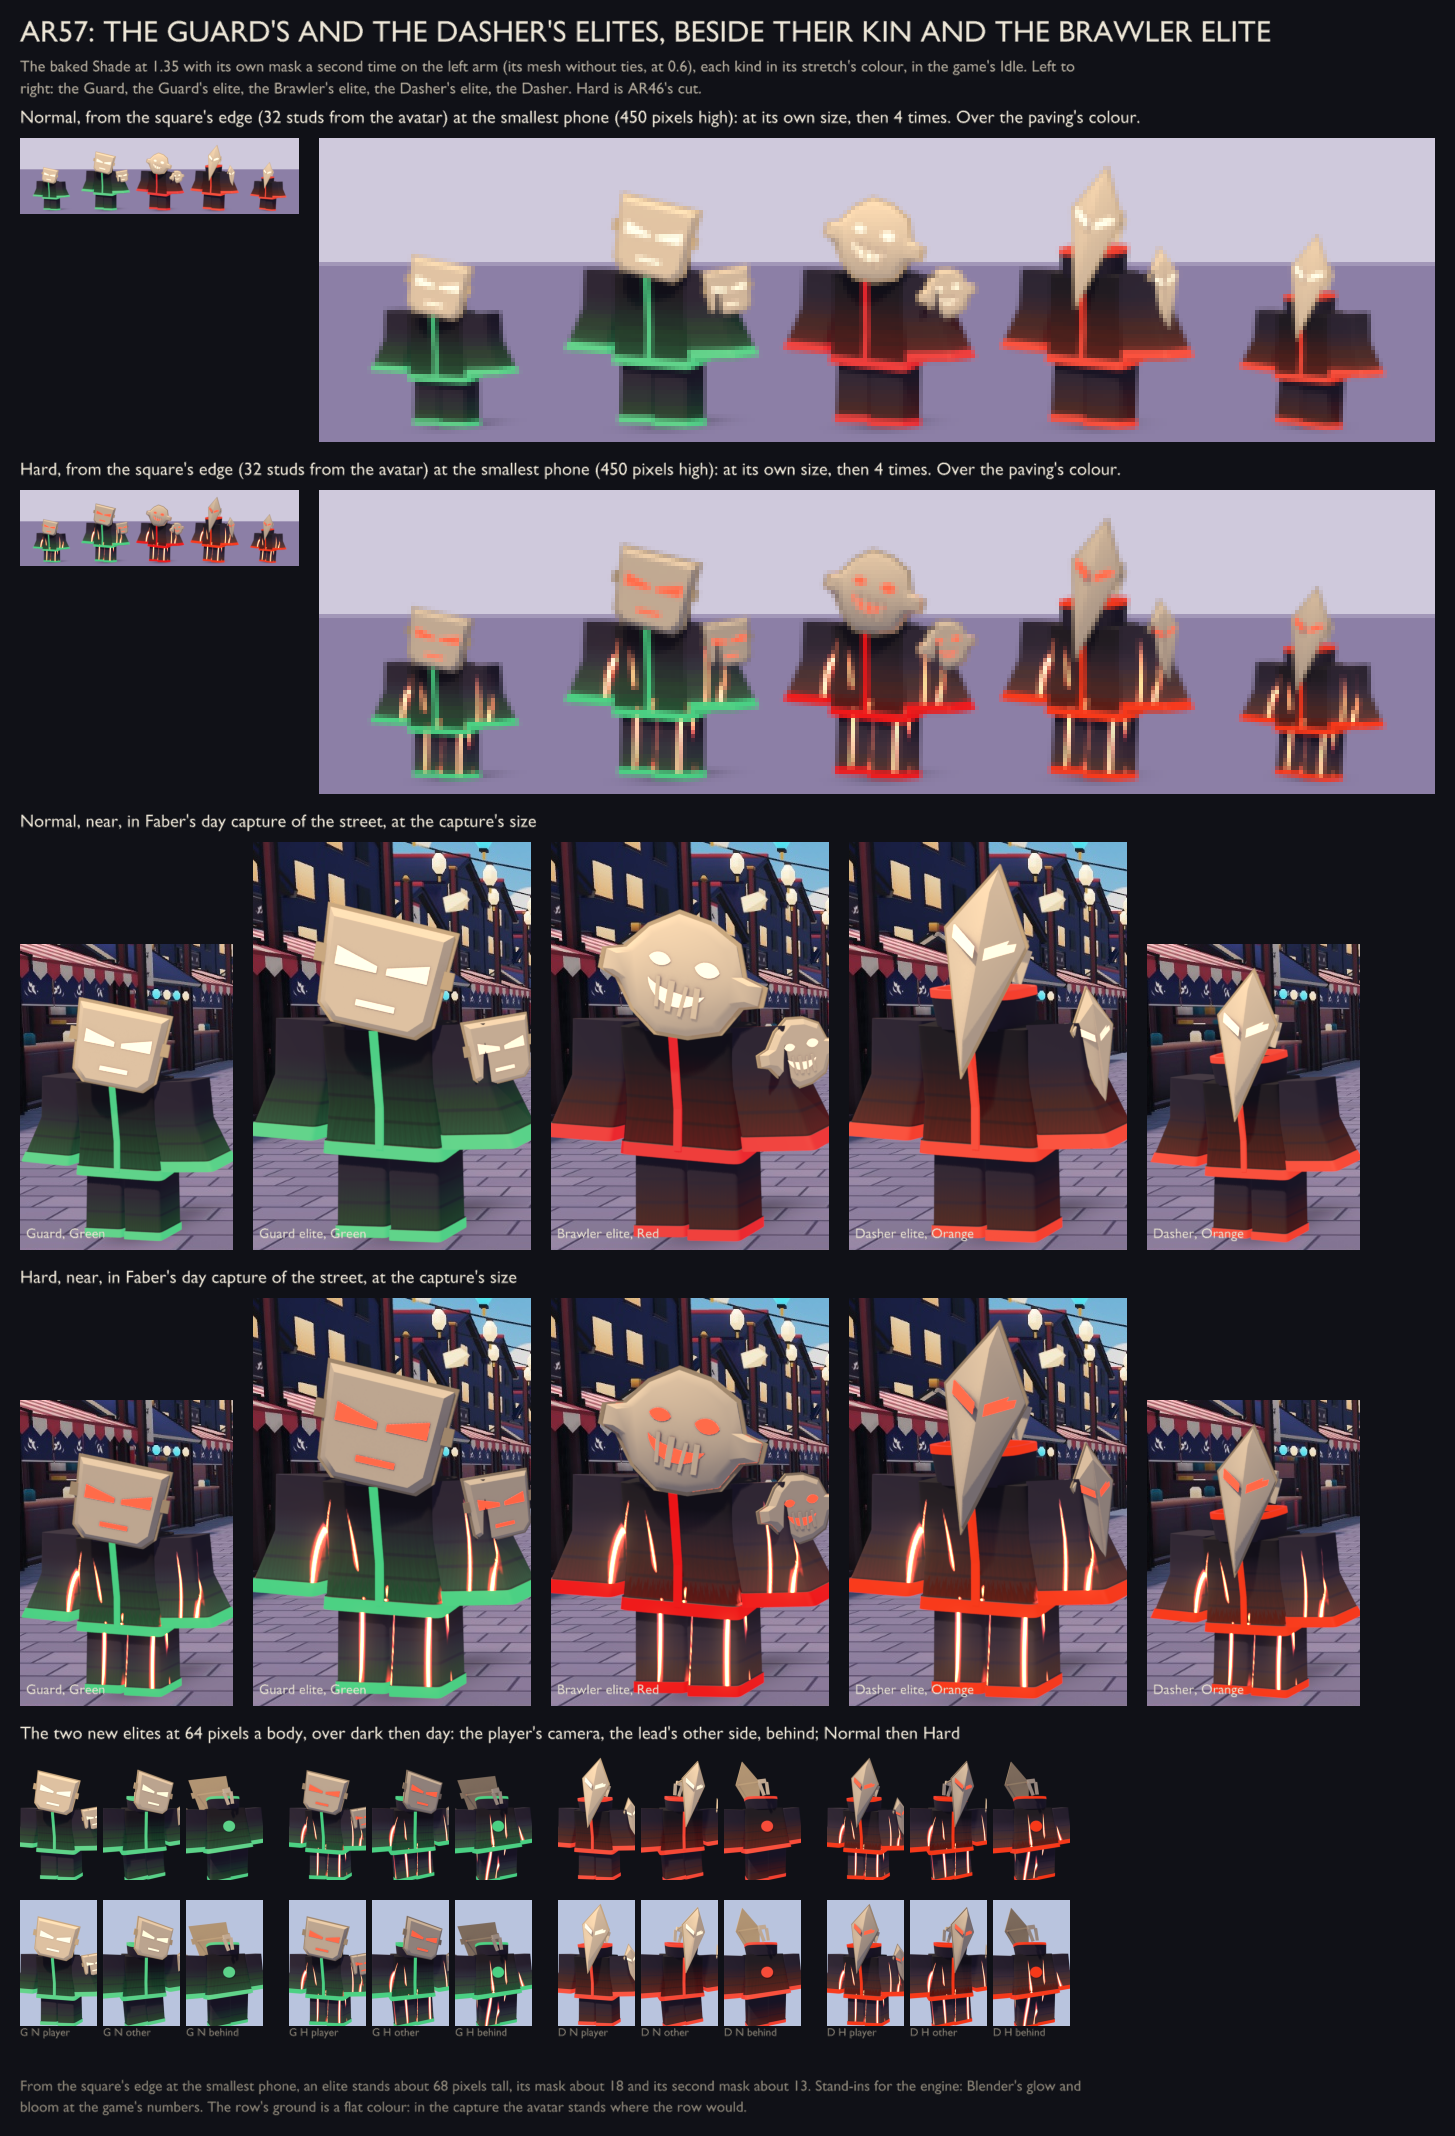 AR57: THE GUARD'S AND THE DASHER'S ELITES, BESIDE THEIR KIN AND THE BRAWLER ELITE
The baked Shade at 1.35 with its own mask a second time on the left arm (its mesh without ties, at 0.6), each kind in its stretch's colour, in the game's Idle. Left to
right: the Guard, the Guard's elite, the Brawler's elite, the Dasher's elite, the Dasher. Hard is AR46's cut.
Normal, from the square's edge (32 studs from the avatar) at the smallest phone (450 pixels high): at its own size, then 4 times. Over the paving's colour.
Hard, from the square's edge (32 studs from the avatar) at the smallest phone (450 pixels high): at its own size, then 4 times. Over the paving's colour.
Normal, near, in Faber's day capture of the street, at the capture's size
Guard, Green
Guard elite, Green
Brawler elite, Red
Dasher elite, Orange
Dasher, Orange
Hard, near, in Faber's day capture of the street, at the capture's size
Guard, Green
Guard elite, Green
Brawler elite, Red
Dasher elite, Orange
Dasher, Orange
The two new elites at 64 pixels a body, over dark then day: the player's camera, the lead's other side, behind; Normal then Hard
G N player
G N other
G N behind
G H player
G H other
G H behind
D N player
D N other
D N behind
D H player
D H other
D H behind
From the square's edge at the smallest phone, an elite stands about 68 pixels tall, its mask about 18 and its second mask about 13. Stand-ins for the engine: Blender's glow and
bloom at the game's numbers. The row's ground is a flat colour: in the capture the avatar stands where the row would.